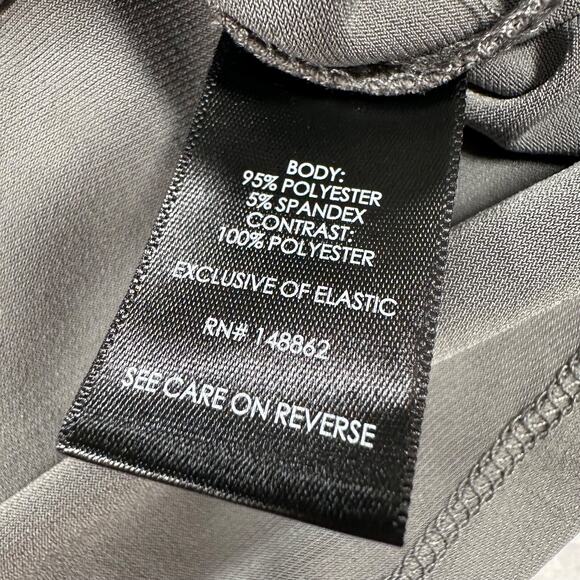 BODY:
95% POLYESTER
5% SPANDEX
CONTRAST:
100% POLYESTER
EXCLUSIVE OF ELASTIC
RN# 148862
SEE CARE ON REVERSE